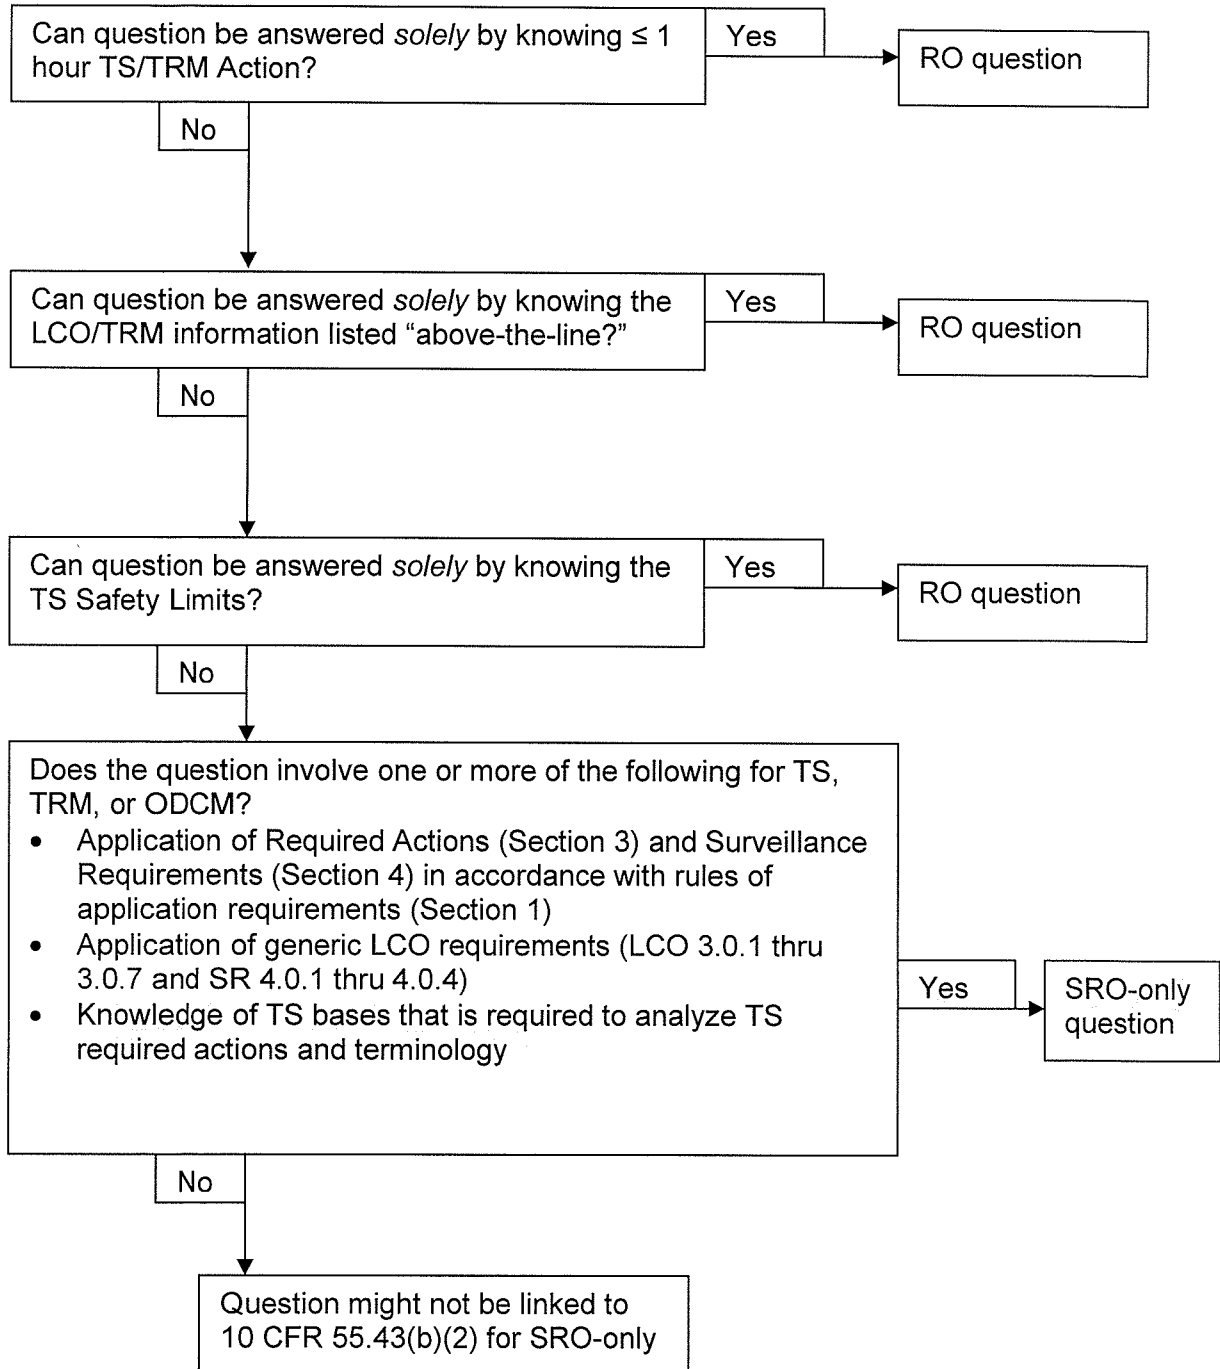 Can question be answered solely by knowing ≤ 1
hour TS/TRM Action?
Yes
RO question
No
Can question be answered solely by knowing the
LCO/TRM information listed “above-the-line?”
Yes
RO question
No
Can question be answered solely by knowing the
TS Safety Limits?
Yes
RO question
No
Does the question involve one or more of the following for TS,
TRM, or ODCM?
• Application of Required Actions (Section 3) and Surveillance
Requirements (Section 4) in accordance with rules of
application requirements (Section 1)
• Application of generic LCO requirements (LCO 3.0.1 thru
3.0.7 and SR 4.0.1 thru 4.0.4)
• Knowledge of TS bases that is required to analyze TS
required actions and terminology
Yes
SRO-only
question
No
Question might not be linked to
10 CFR 55.43(b)(2) for SRO-only